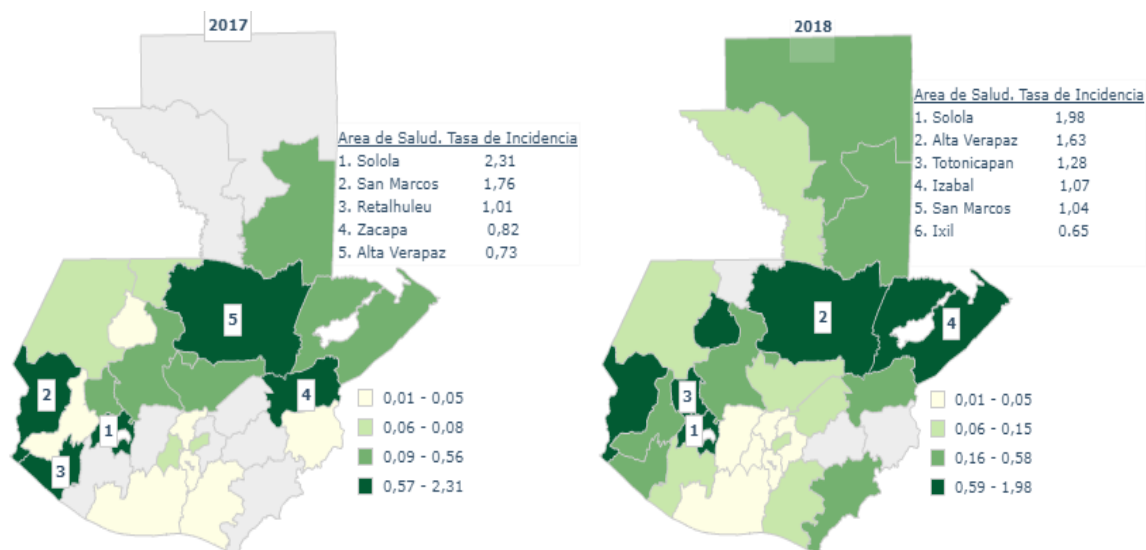 2017
Area de Salud. Tasa de Incidencia
1. Solola 2,31
2. San Marcos 1,76
3. Retalhuleu 1,01
4. Zacapa 0,82
5. Alta Verapaz 0,73
5
2
4
1
3
0,01 - 0,05
0,06 - 0,08
0,09 - 0,56
0,57 - 2,31
2018
Area de Salud. Tasa de Incidencia
1. Solola 1,98
2. Alta Verapaz 1,63
3. Totonicapan 1,28
4. Izabal 1,07
5. San Marcos 1,04
6. Ixil 0.65
2
4
3
1
0,01 - 0,05
0,06 - 0,15
0,16 - 0,58
0,59 - 1,98